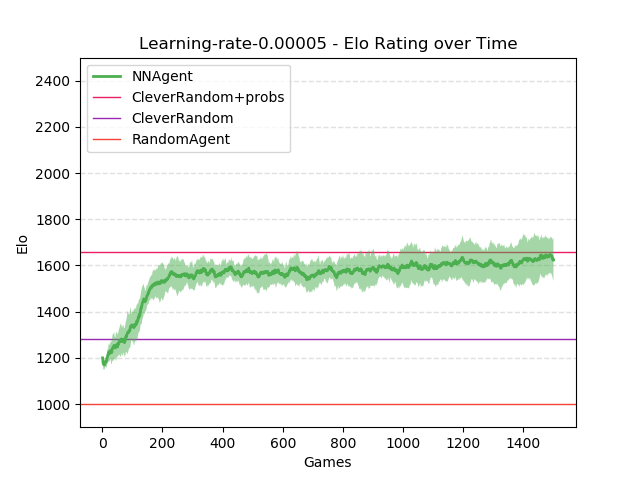 Learning-rate-0.00005 - Elo Rating over Time
NNAgent
CleverRandom+probs
CleverRandom
RandomAgent
Elo
2400
2200
2000
1800
1600
1400
1200
1000
0 200 400 600 800 1000 1200 1400
Games